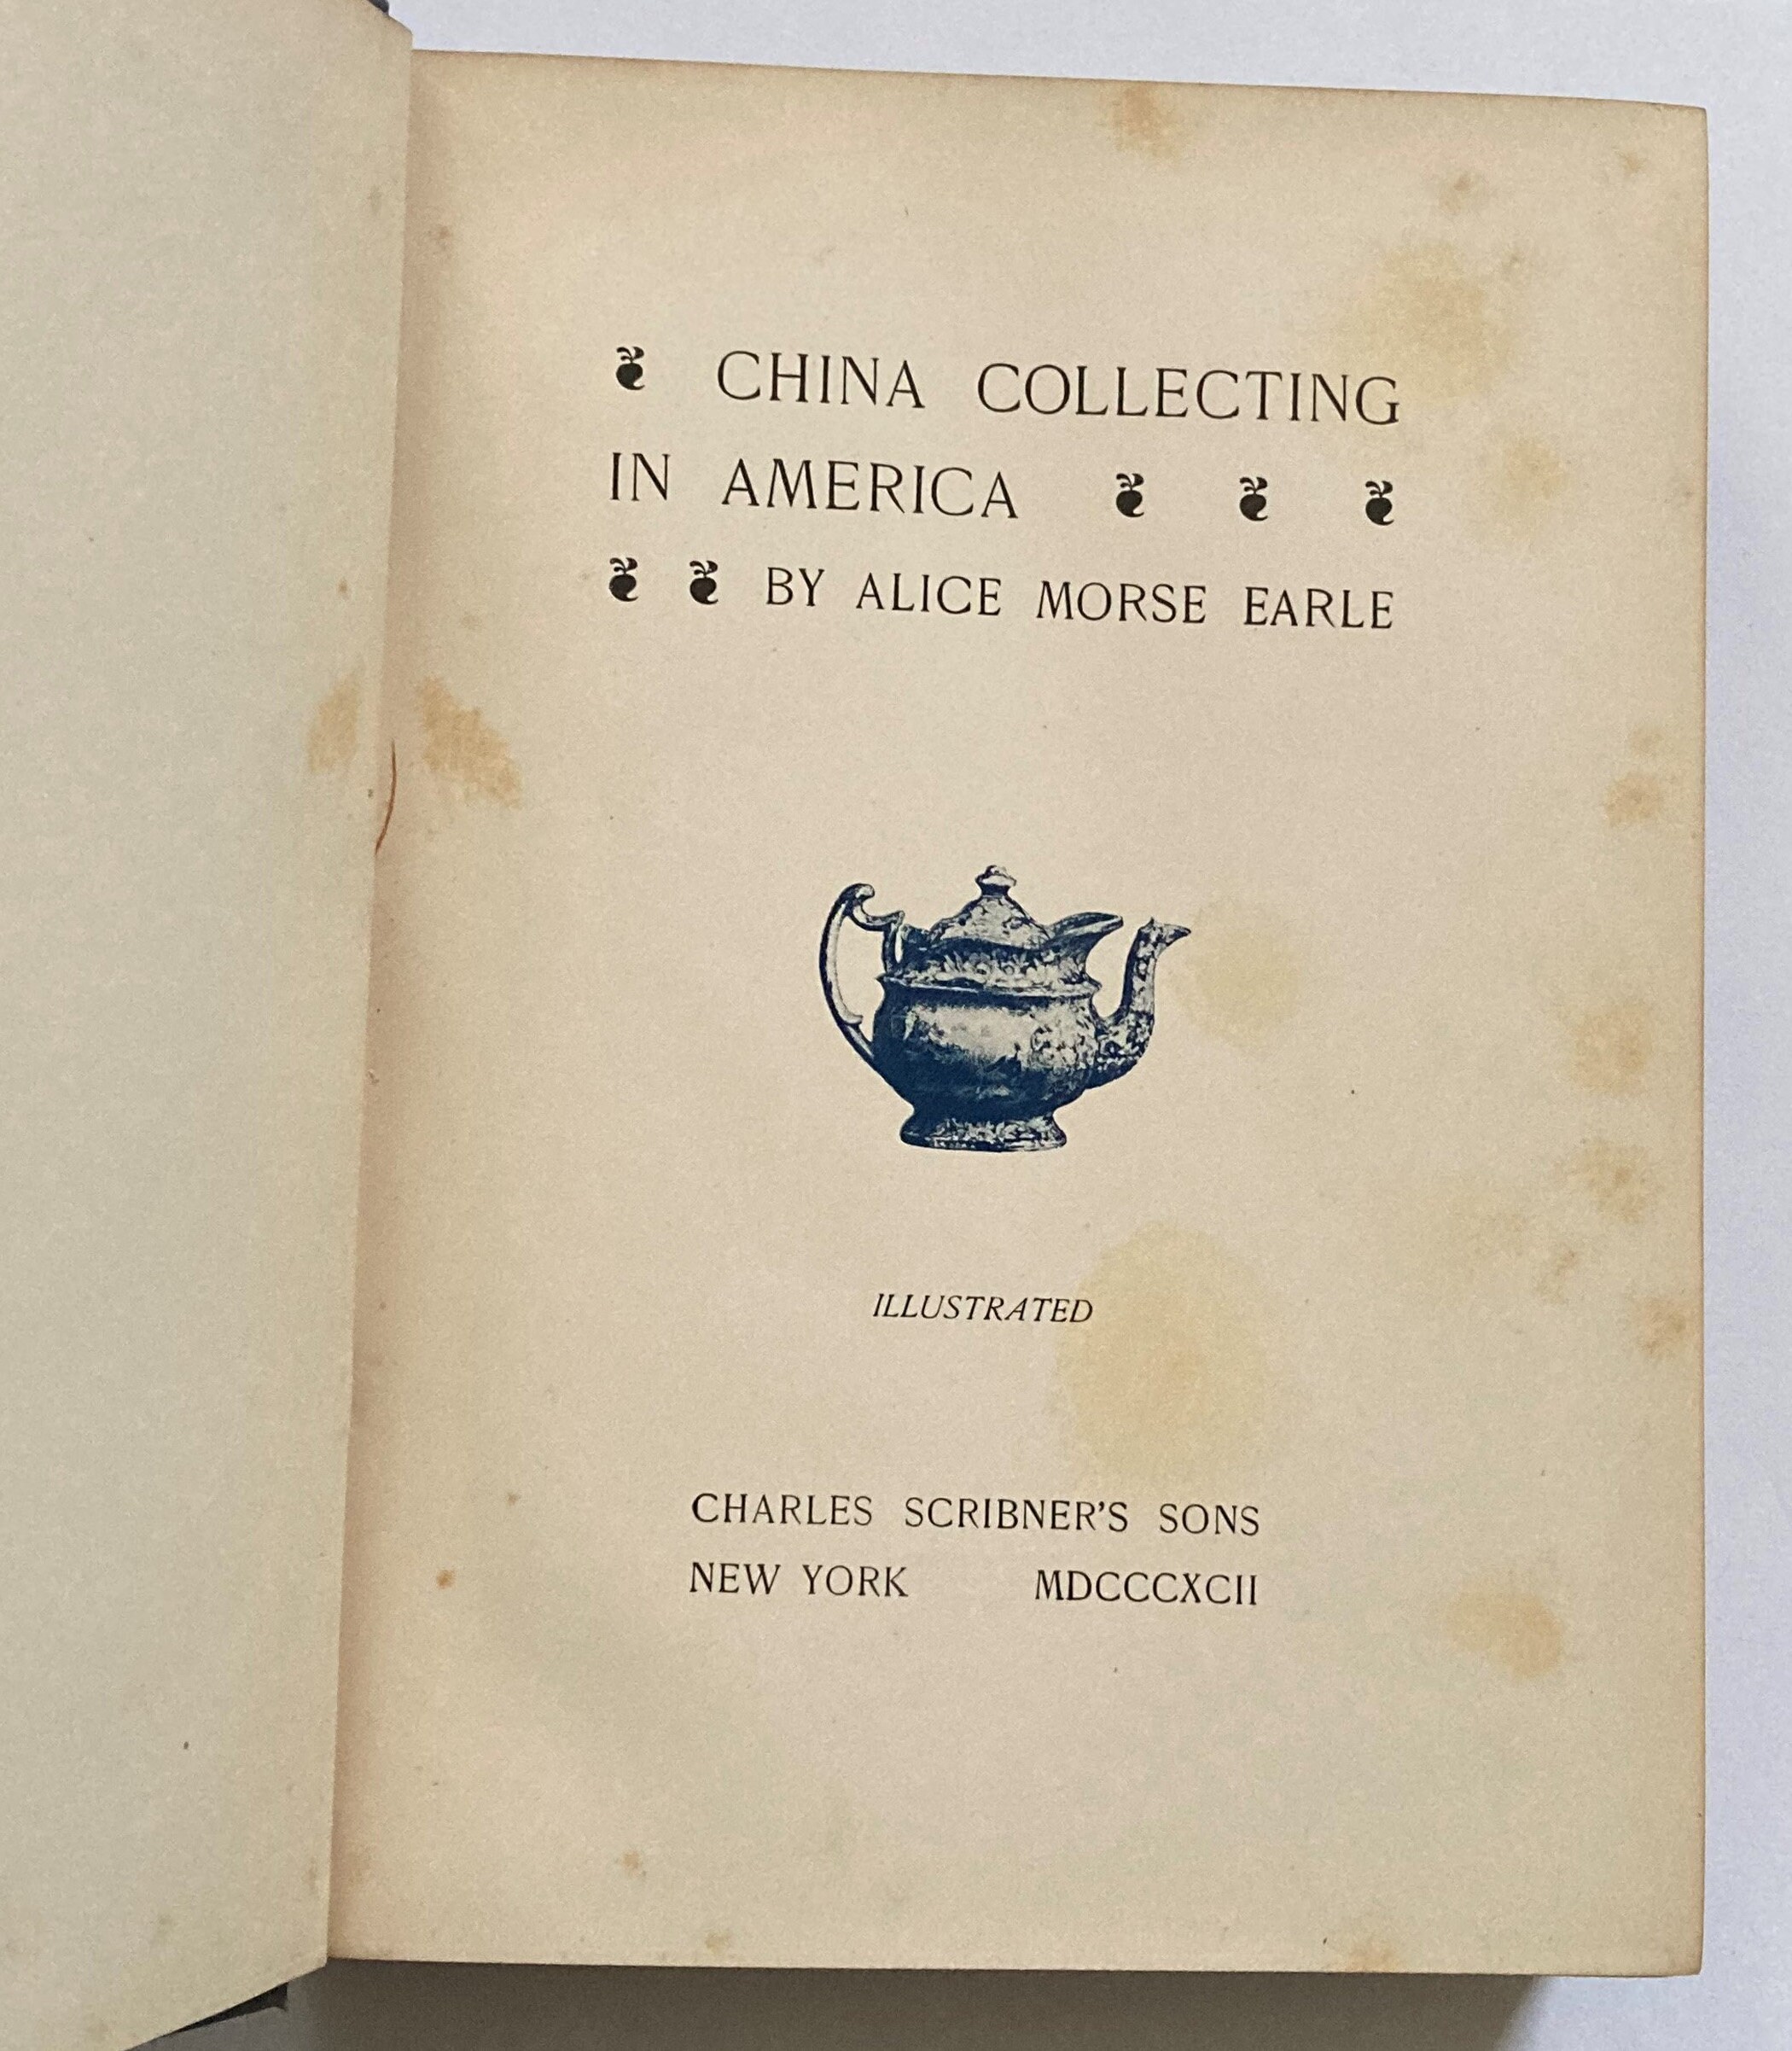 ❦ CHINA COLLECTING
IN AMERICA ❦ ❦ ❦
❦ ❦ BY ALICE MORSE EARLE
ILLUSTRATED
CHARLES SCRIBNER'S SONS
NEW YORK MDCCCXCII